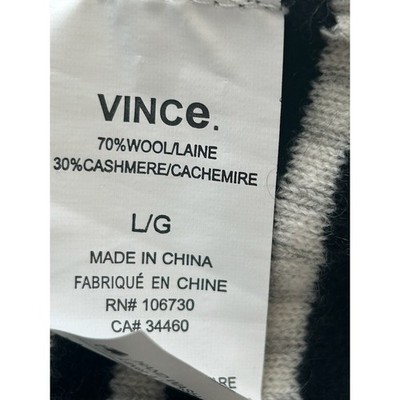 VINCe.
70%WOOL/LAINE
30%CASHMERE/CACHEMIRE
L/G
MADE IN CHINA
FABRIQUÉ EN CHINE
RN# 106730
CA# 34460